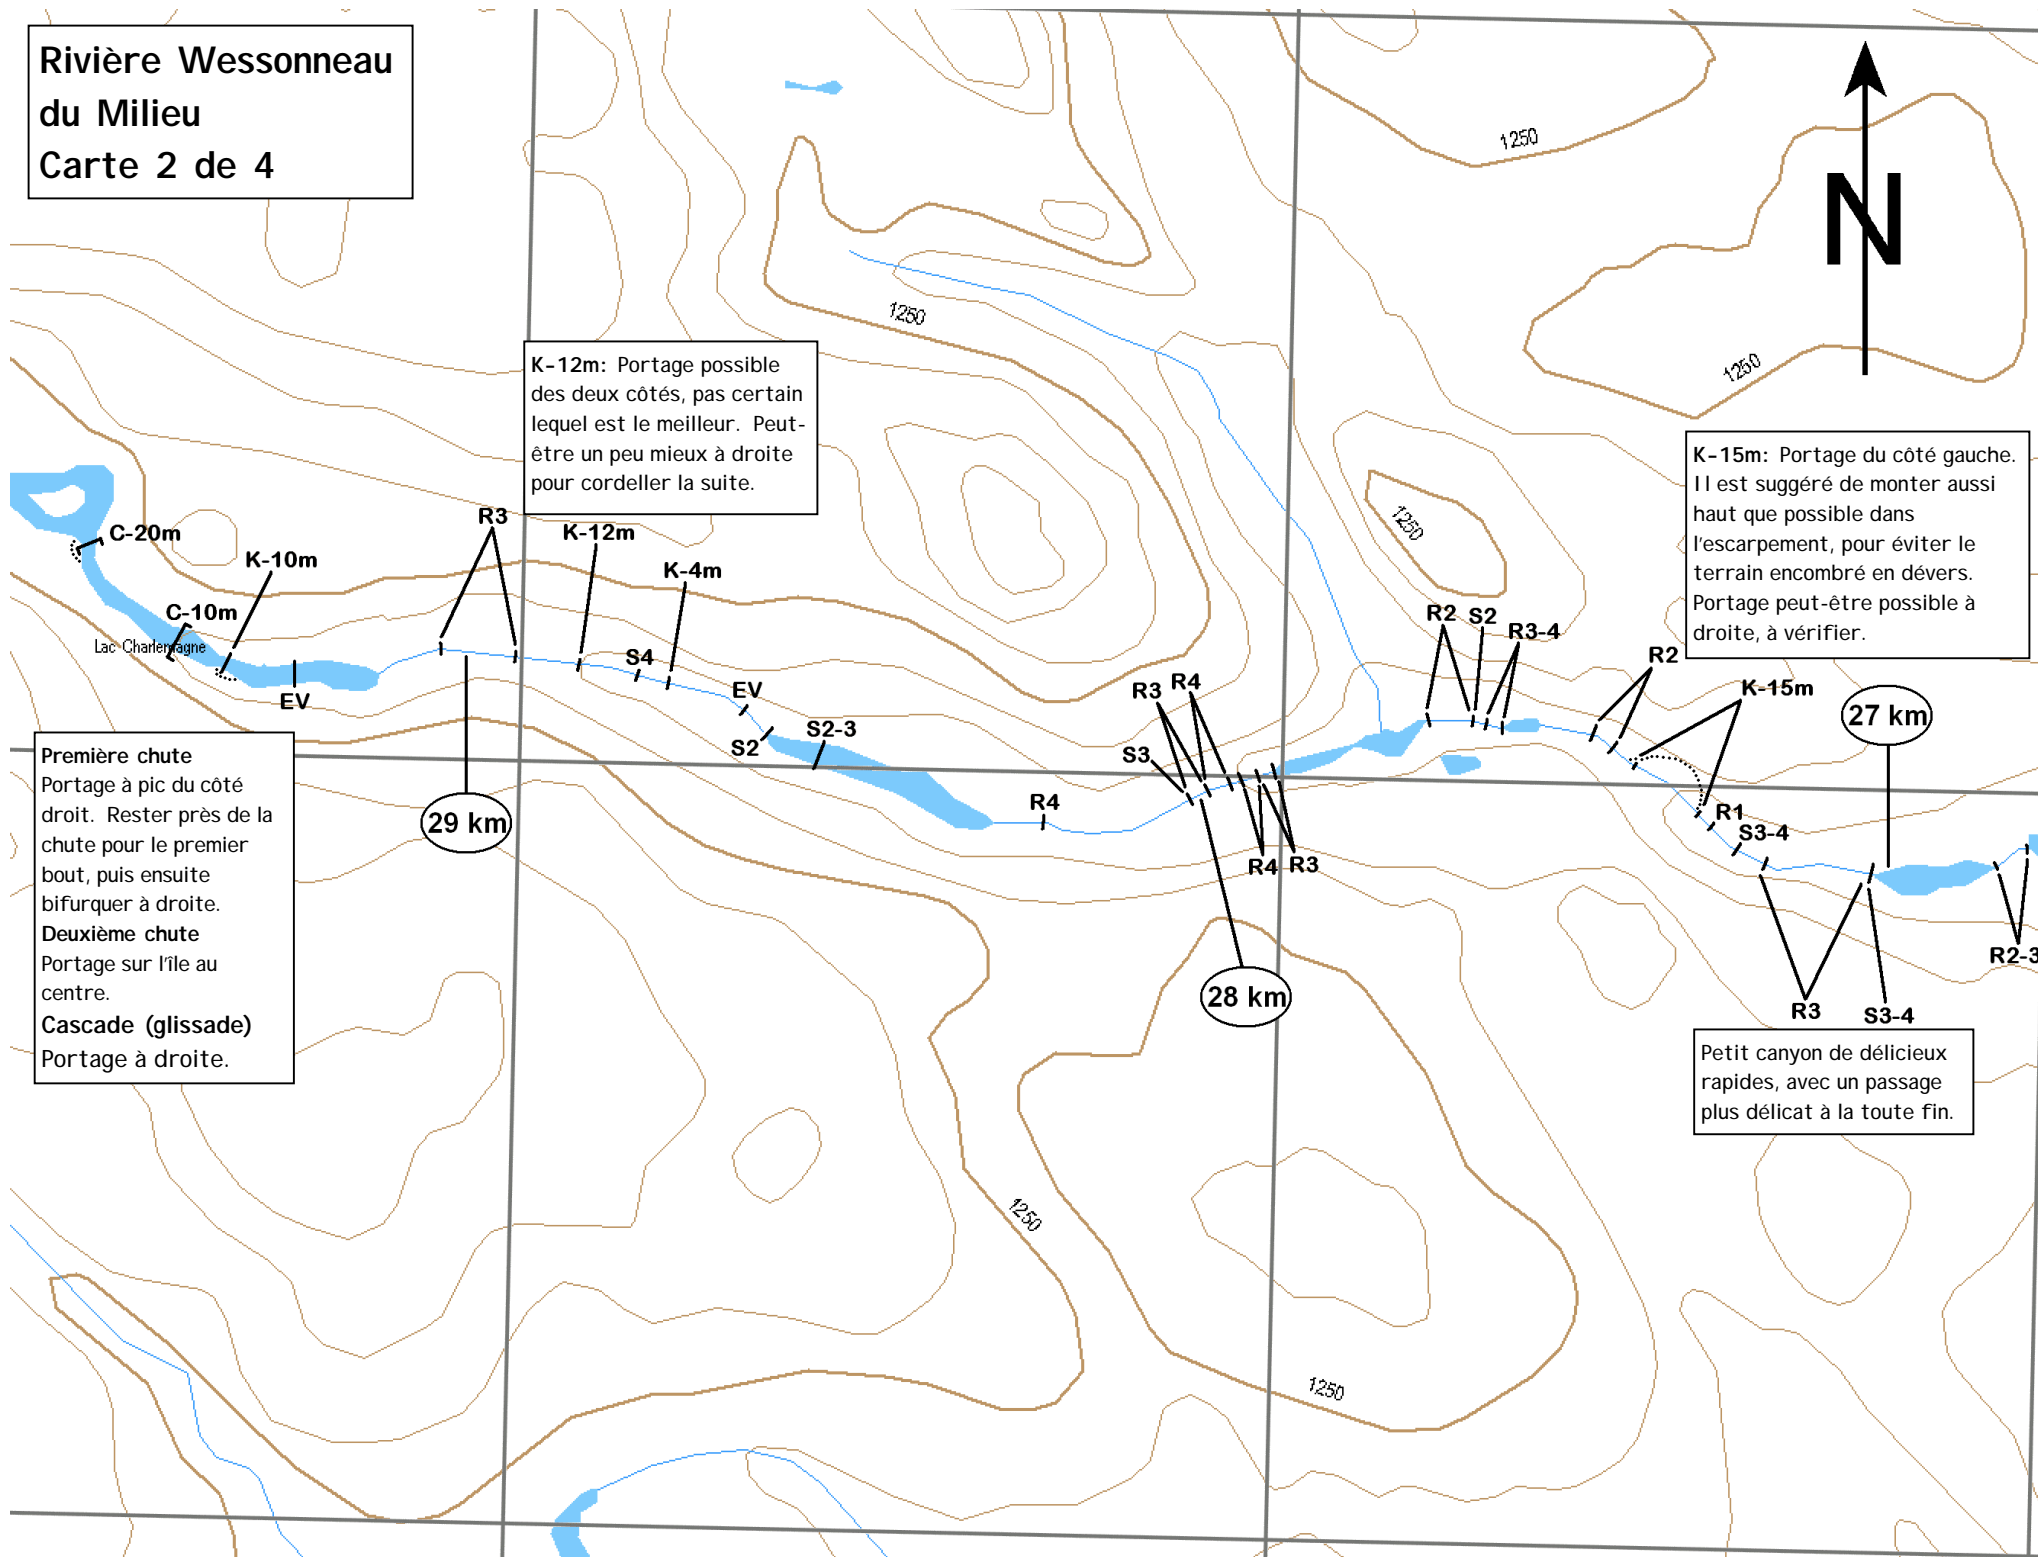 Rivière Wessonneau
du Milieu
Carte 2 de 4
N
1250
1250
1250
1250
K-12m: Portage possible
des deux côtés, pas certain
lequel est le meilleur. Peut-
être un peu mieux à droite
pour cordeller la suite.
K-15m: Portage du côté gauche.
Il est suggéré de monter aussi
haut que possible dans
l'escarpement, pour éviter le
terrain encombré en dévers.
Portage peut-être possible à
droite, à vérifier.
C-20m
K-10m
C-10m
Lac Charlemagne
EV
R3
K-12m
K-4m
S4
EV
S2
S2-3
R4
R3
R4
S3
R4
R3
R2
S2
R3-4
R2
K-15m
R1
S3-4
27 km
R2-3
R3
S3-4
29 km
28 km
Première chute
Portage à pic du côté
droit. Rester près de la
chute pour le premier
bout, puis ensuite
bifurquer à droite.
Deuxième chute
Portage sur l'île au
centre.
Cascade (glissade)
Portage à droite.
Petit canyon de délicieux
rapides, avec un passage
plus délicat à la toute fin.
1250
1250